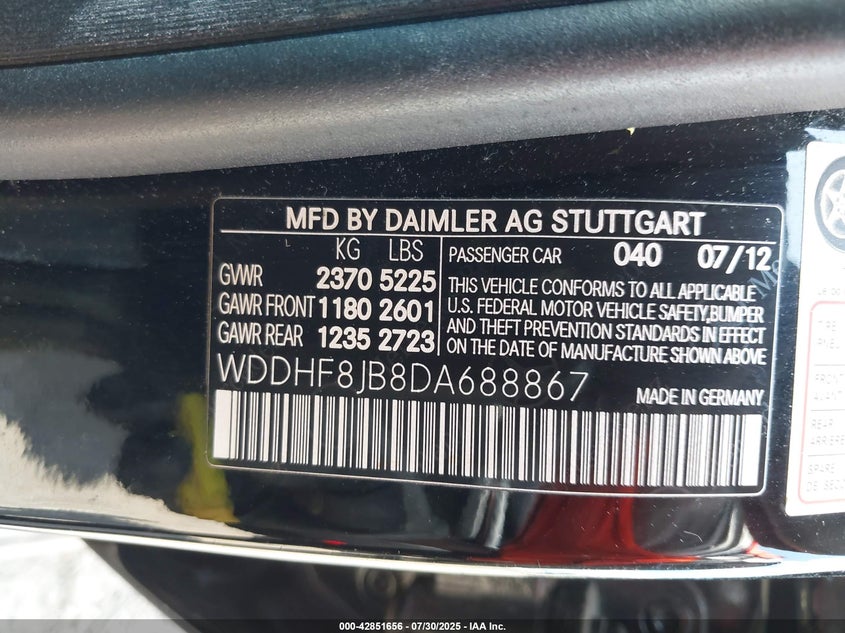 MFD BY DAIMLER AG STUTTGART
KG LBS
GVWR 2370 5225
GAWR FRONT 1180 2601
GAWR REAR 1235 2723
PASSENGER CAR 040 07/12
THIS VEHICLE CONFORMS TO ALL APPLICABLE
U.S. FEDERAL MOTOR VEHICLE SAFETY,BUMPER
AND THEFT PREVENTION STANDARDS IN EFFECT
ON THE DATE OF MANUFACTURE SHOWN ABOVE
WDDHF8JB8DA688867
MADE IN GERMANY
FRONT
REAR
SPARE
000-42851656 - 07/30/2025 - IAA Inc.